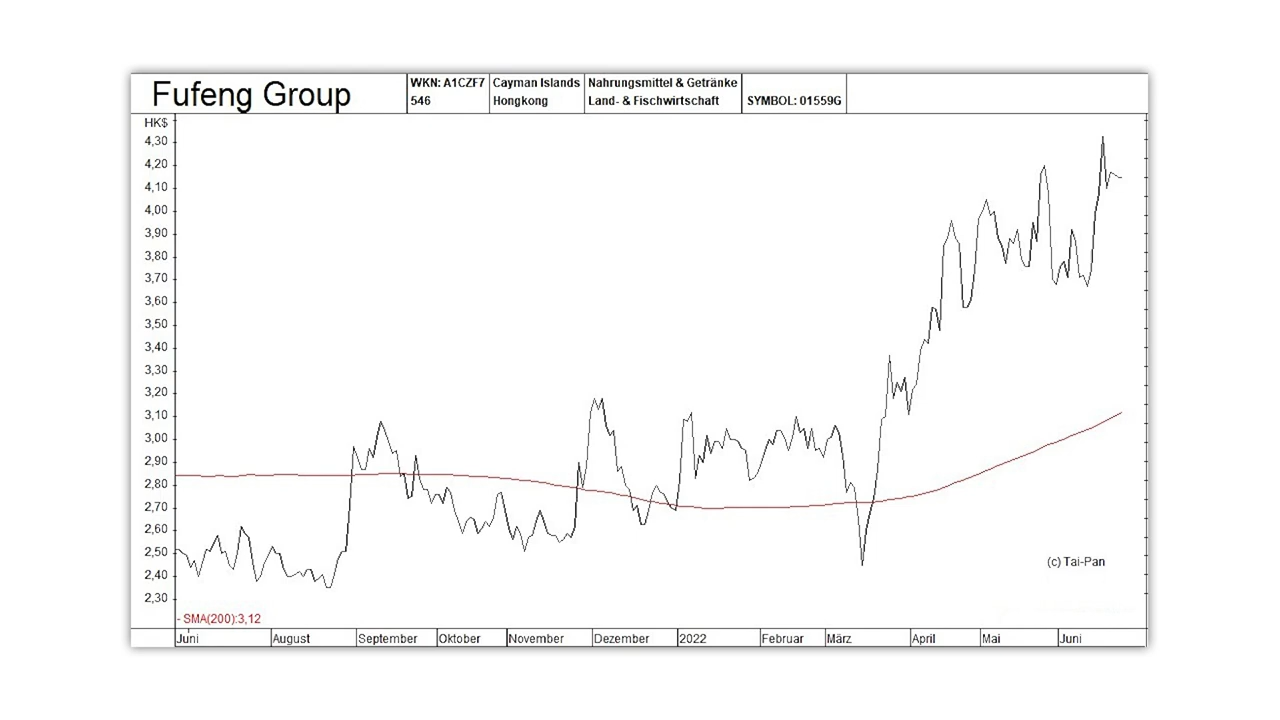 Fufeng Group
WKN: A1CZF7
546
Cayman Islands
Hongkong
Nahrungsmittel & Getränke
Land- & Fischwirtschaft
SYMBOL: 01559G
HK$
4,30
4,20
4,10
4,00
3,90
3,80
3,70
3,60
3,50
3,40
3,30
3,20
3,10
3,00
2,90
2,80
2,70
2,60
2,50
2,40
2,30
(c) Tai-Pan
- SMA(200):3,12
Juni August September Oktober November Dezember 2022 Februar März April Mai Juni